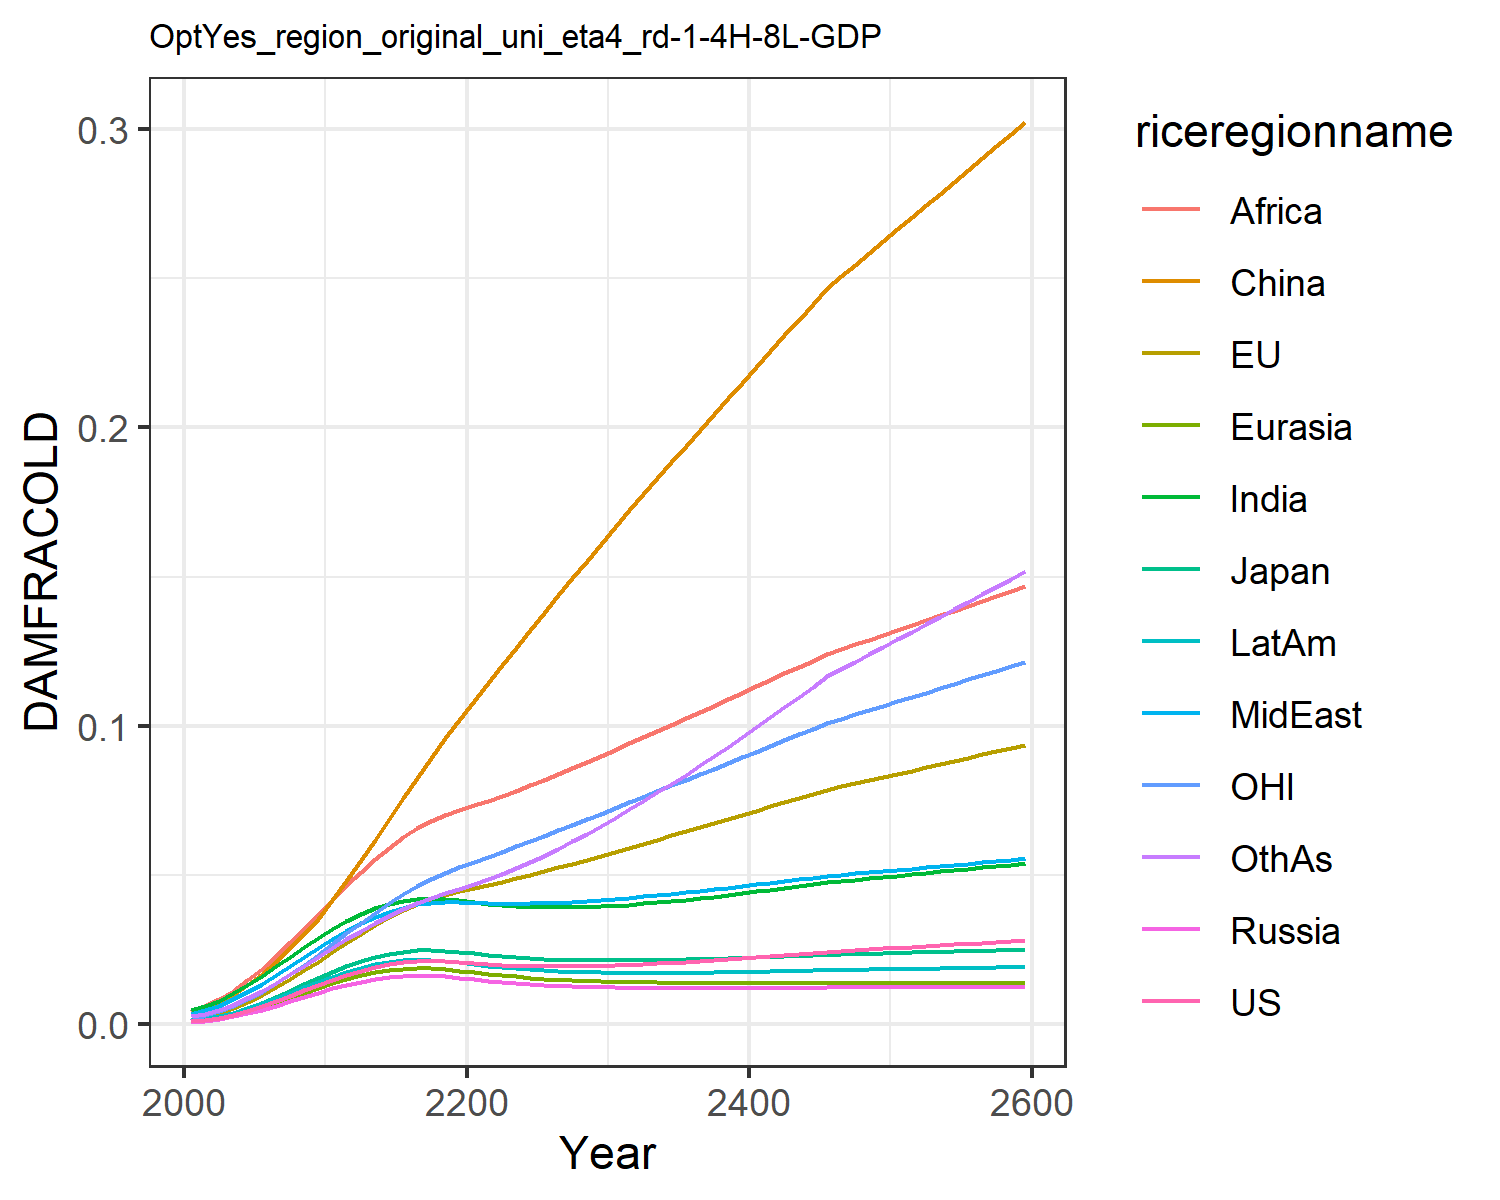 OptYes_region_original_uni_eta4_rd-1-4H-8L-GDP
DAMFRACOLD
0.3
0.2
0.1
0.0
2000 2200 2400 2600
Year
riceregionname
Africa
China
EU
Eurasia
India
Japan
LatAm
MidEast
OHI
OthAs
Russia
US